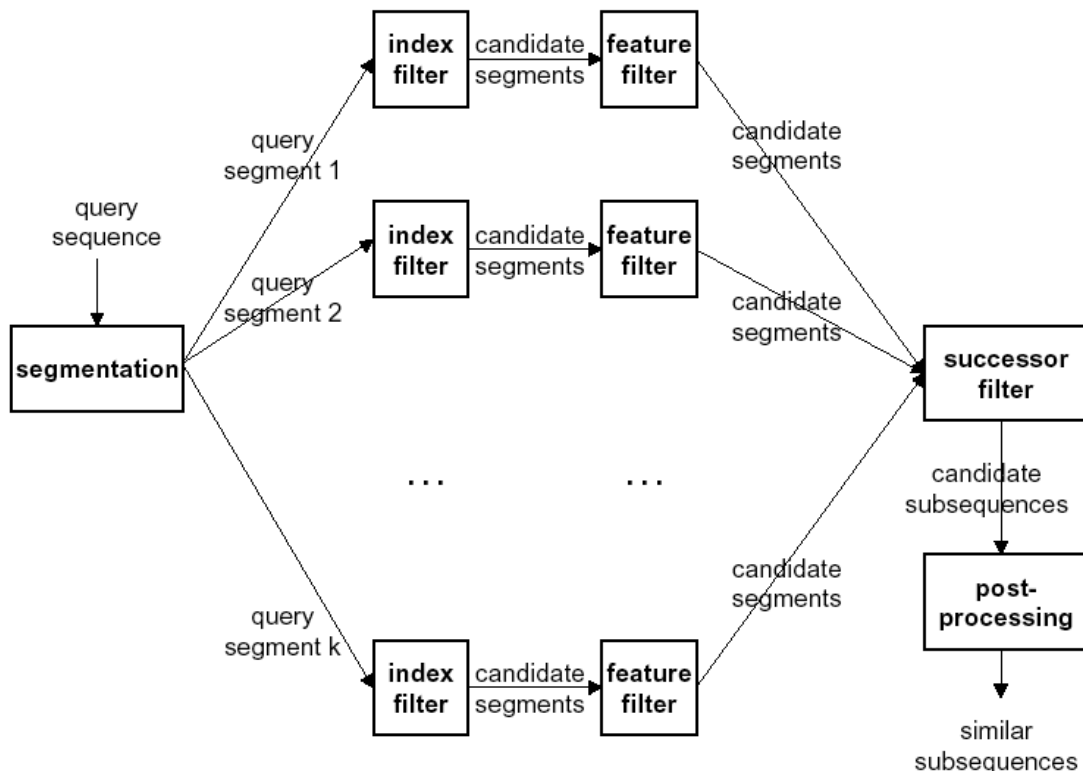 index
filter
candidate
segments
feature
filter
query
segment 1
candidate
segments
query
sequence
index
filter
candidate
segments
feature
filter
query
segment 2
candidate
segments
segmentation
successor
filter
...
...
candidate
subsequences
candidate
segments
post-
processing
query
segment k
index
filter
candidate
segments
feature
filter
similar
subsequences